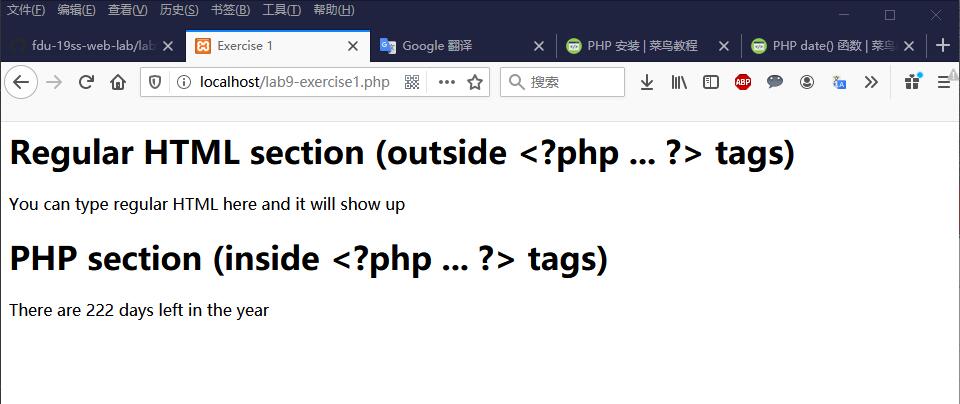 文件(F) 编辑(E) 查看(V) 历史(S) 书签(B) 工具(T) 帮助(H)
fdu-19ss-web-lab/lab Exercise 1 Google 翻译 PHP 安装 | 菜鸟教程 PHP date() 函数 | 菜鸟
localhost/lab9-exercise1.php 搜索 ABP
Regular HTML section (outside <?php ... ?> tags)
You can type regular HTML here and it will show up
PHP section (inside <?php ... ?> tags)
There are 222 days left in the year